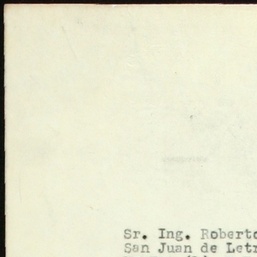 Sr. Ing. Roberto
San Juan de Letr